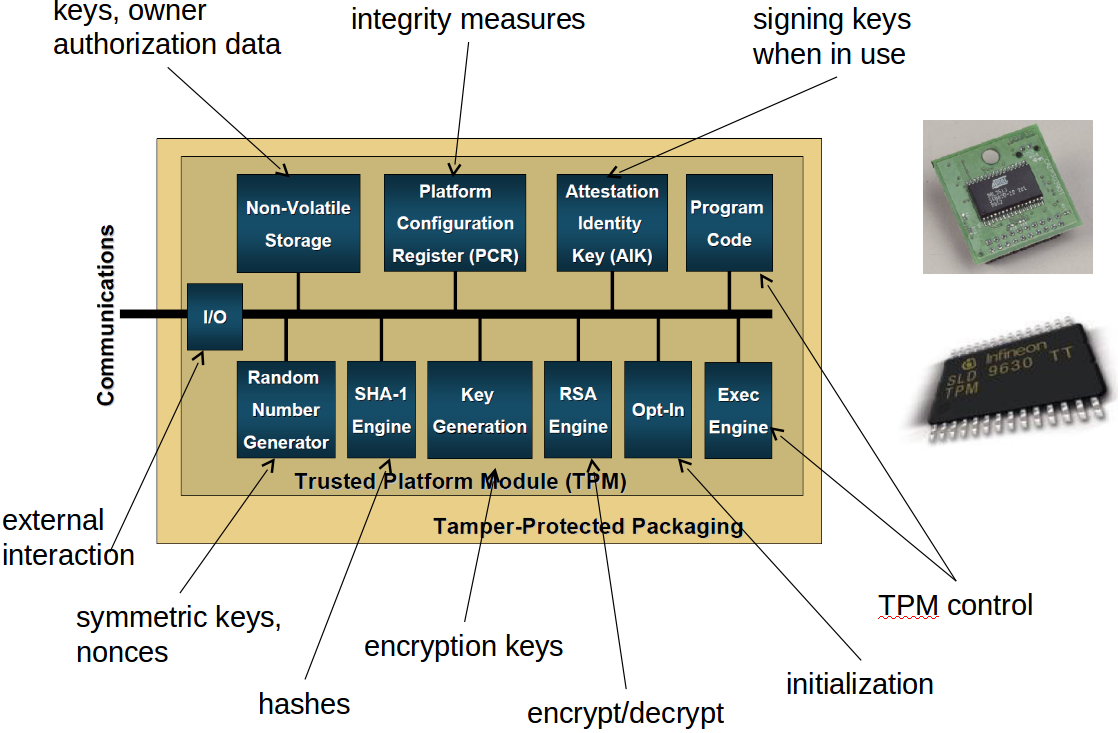 keys, owner
authorization data
integrity measures
signing keys
when in use
Non-Volatile
Storage
Platform
Configuration
Register (PCR)
Attestation
Identity
Key (AIK)
Program
Code
Communications
I/O
Random
Number
Generator
SHA-1
Engine
Key
Generation
RSA
Engine
Opt-In
Exec
Engine
Trusted Platform Module (TPM)
Tamper-Protected Packaging
external
interaction
symmetric keys,
nonces
hashes
encryption keys
encrypt/decrypt
initialization
TPM control
Infineon
SLD 9630 TT
TPM